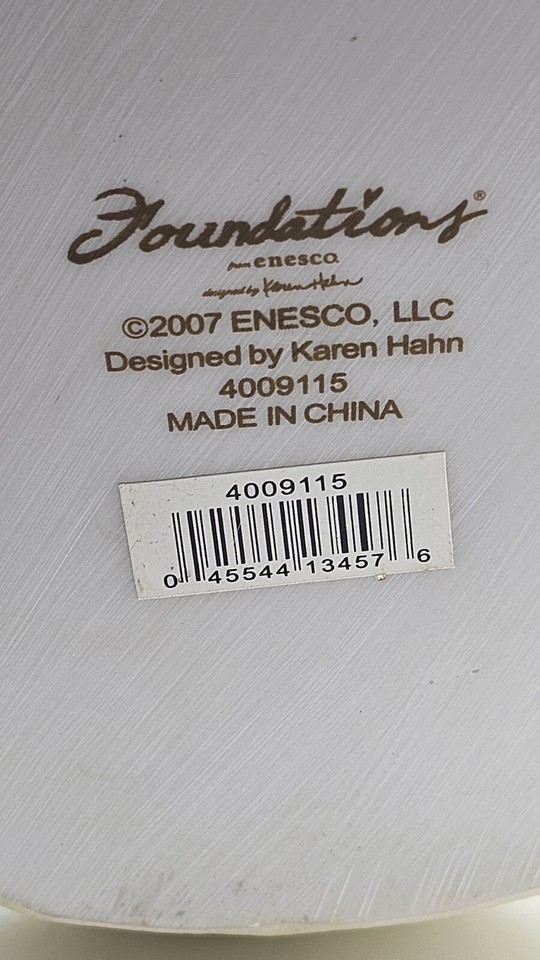 Foundations®
from enesco.
designed by Karen Hahn
©2007 ENESCO, LLC
Designed by Karen Hahn
4009115
MADE IN CHINA
4009115
0 45544 13457 6